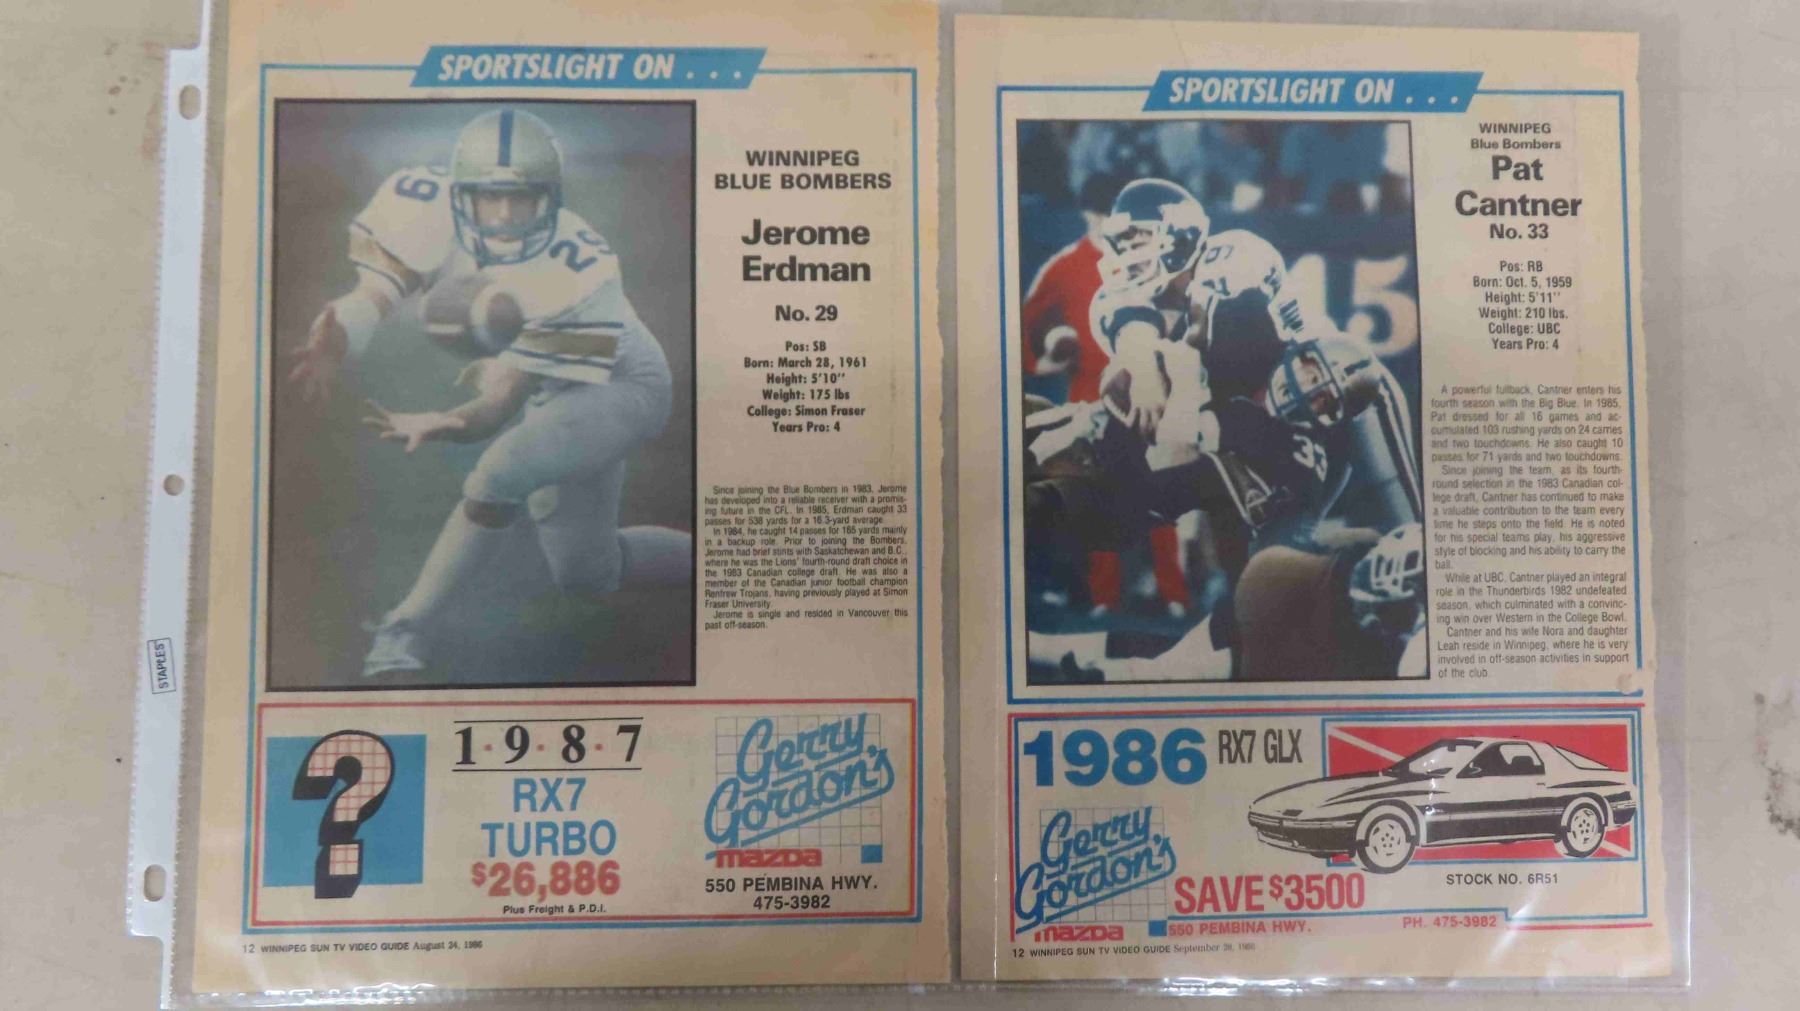 STAPLES
SPORTSLIGHT ON . . .
WINNIPEG
BLUE BOMBERS
Jerome
Erdman
No. 29
Pos: SB
Born: March 28, 1961
Height: 5'10''
Weight: 175 lbs
College: Simon Fraser
Years Pro: 4
Since joining the Blue Bombers in 1983, Jerome
has developed into a reliable receiver with a promis-
ing future in the CFL. In 1985, Erdman caught 33
passes for 538 yards for a 16.3-yard average.
In 1984, he caught 14 passes for 165 yards mainly
in a backup role. Prior to joining the Bombers,
Jerome had brief stints with Saskatchewan and B.C.,
where he was the Lions' fourth-round draft choice in
the 1983 Canadian college draft. He was also a
member of the Canadian junior football champion
Renfrew Trojans, having previously played at Simon
Fraser University.
Jerome is single and resided in Vancouver this
past off-season.
29
?
1·9·8·7
RX7
TURBO
$26,886
Plus Freight & P.D.I.
Gerry
Gordon's
mazda
550 PEMBINA HWY.
475-3982
12 WINNIPEG SUN TV VIDEO GUIDE August 24, 1986
SPORTSLIGHT ON . . .
WINNIPEG
Blue Bombers
Pat
Cantner
No. 33
Pos: RB
Born: Oct. 5, 1959
Height: 5'11''
Weight: 210 lbs.
College: UBC
Years Pro: 4
A powerful fullback, Cantner enters his
fourth season with the Big Blue. In 1985,
Pat dressed for all 16 games and ac-
cumulated 103 rushing yards on 24 carries
and two touchdowns. He also caught 10
passes for 71 yards and two touchdowns.
Since joining the team, as its fourth-
round selection in the 1983 Canadian col-
lege draft, Cantner has continued to make
a valuable contribution to the team every
time he steps onto the field. He is noted
for his special teams play, his aggressive
style of blocking and his ability to carry the
ball.
While at UBC, Cantner played an integral
role in the Thunderbirds 1982 undefeated
season, which culminated with a convinc-
ing win over Western in the College Bowl.
Cantner and his wife Nora and daughter
Leah reside in Winnipeg, where he is very
involved in off-season activities in support
of the club.
45
33
1986 RX7 GLX
Gerry
Gordon's
mazda
SAVE $3500
STOCK NO. 6R51
550 PEMBINA HWY.
PH. 475-3982
12 WINNIPEG SUN TV VIDEO GUIDE September 28, 1986